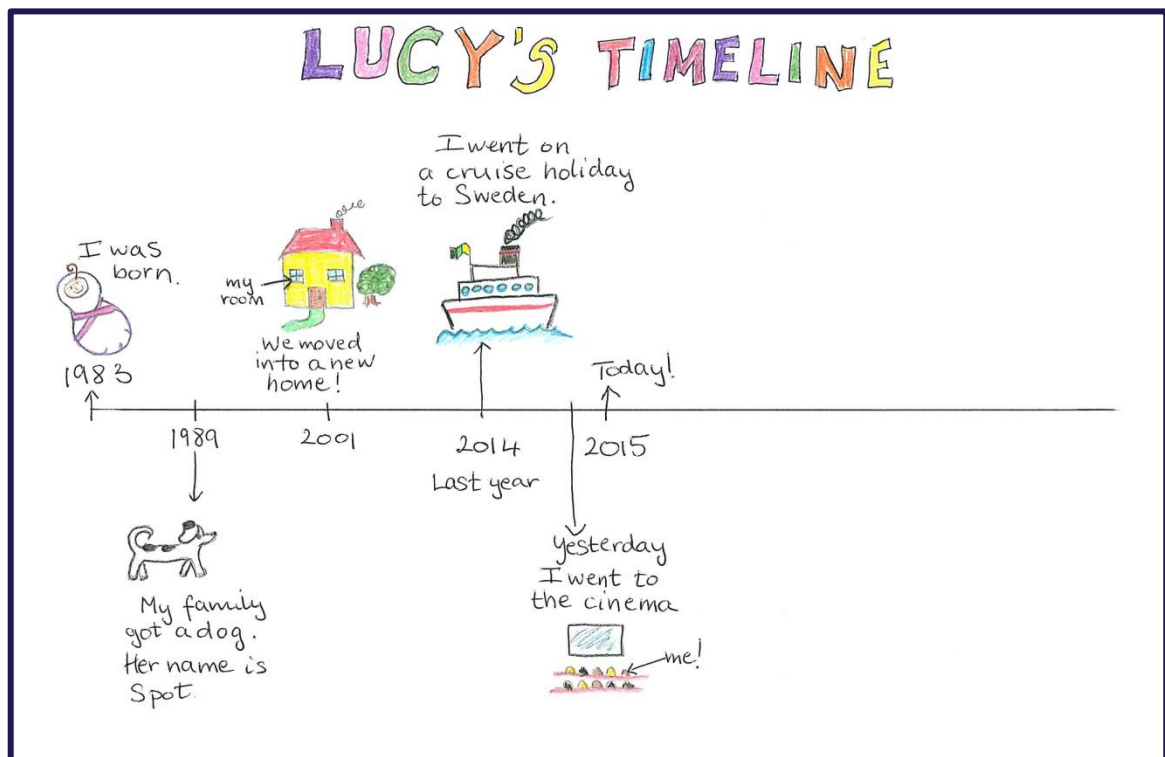 LUCY'S TIMELINE
I was
born.
1983
my
room
We moved
into a new
home!
I went on
a cruise holiday
to Sweden.
Today!
1989
2001
2014
Last year
2015
My family
got a dog.
Her name is
Spot
yesterday
I went to
the cinema
me!